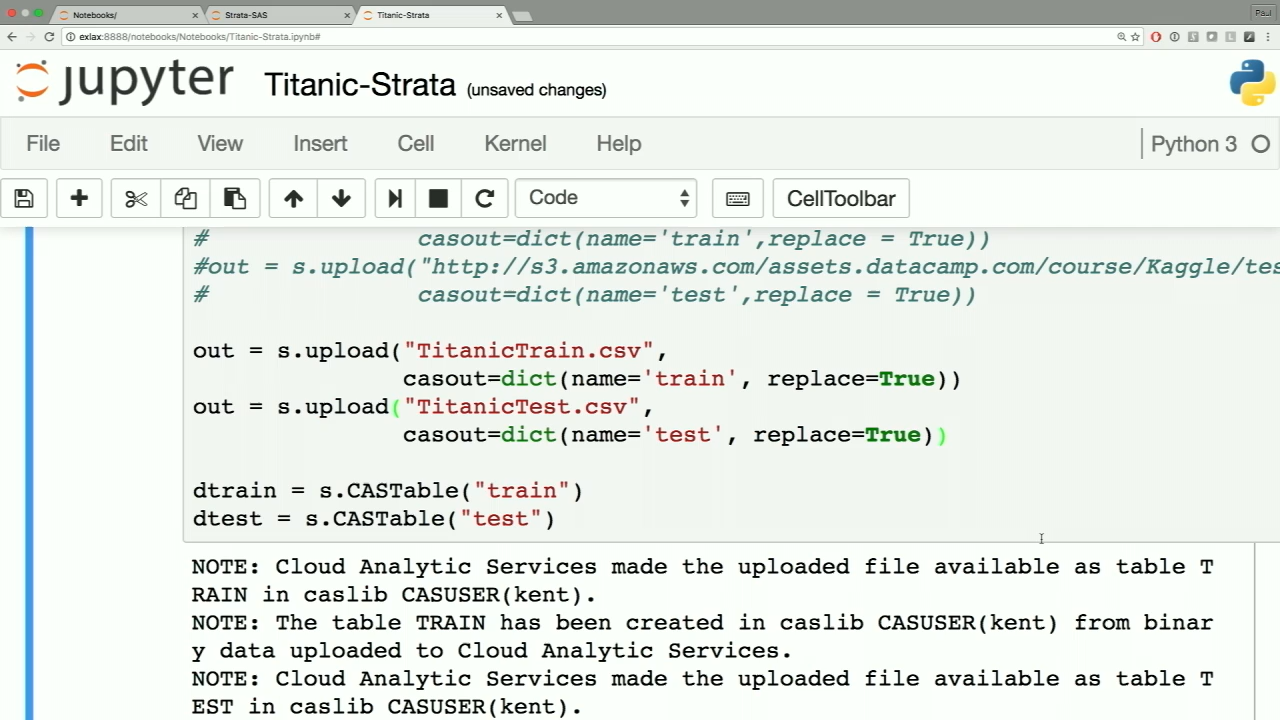 Notebooks/
Strata-SAS
Titanic-Strata
Paul
exlax:8888/notebooks/Notebooks/Titanic-Strata.ipynb#
jupyter Titanic-Strata (unsaved changes)
File Edit View Insert Cell Kernel Help Python 3
Code CellToolbar
# casout=dict(name='train',replace = True))
#out = s.upload("http://s3.amazonaws.com/assets.datacamp.com/course/Kaggle/tes
# casout=dict(name='test',replace = True))
out = s.upload("TitanicTrain.csv",
casout=dict(name='train', replace=True))
out = s.upload("TitanicTest.csv",
casout=dict(name='test', replace=True))
dtrain = s.CASTable("train")
dtest = s.CASTable("test")
NOTE: Cloud Analytic Services made the uploaded file available as table T
RAIN in caslib CASUSER(kent).
NOTE: The table TRAIN has been created in caslib CASUSER(kent) from binar
y data uploaded to Cloud Analytic Services.
NOTE: Cloud Analytic Services made the uploaded file available as table T
EST in caslib CASUSER(kent).